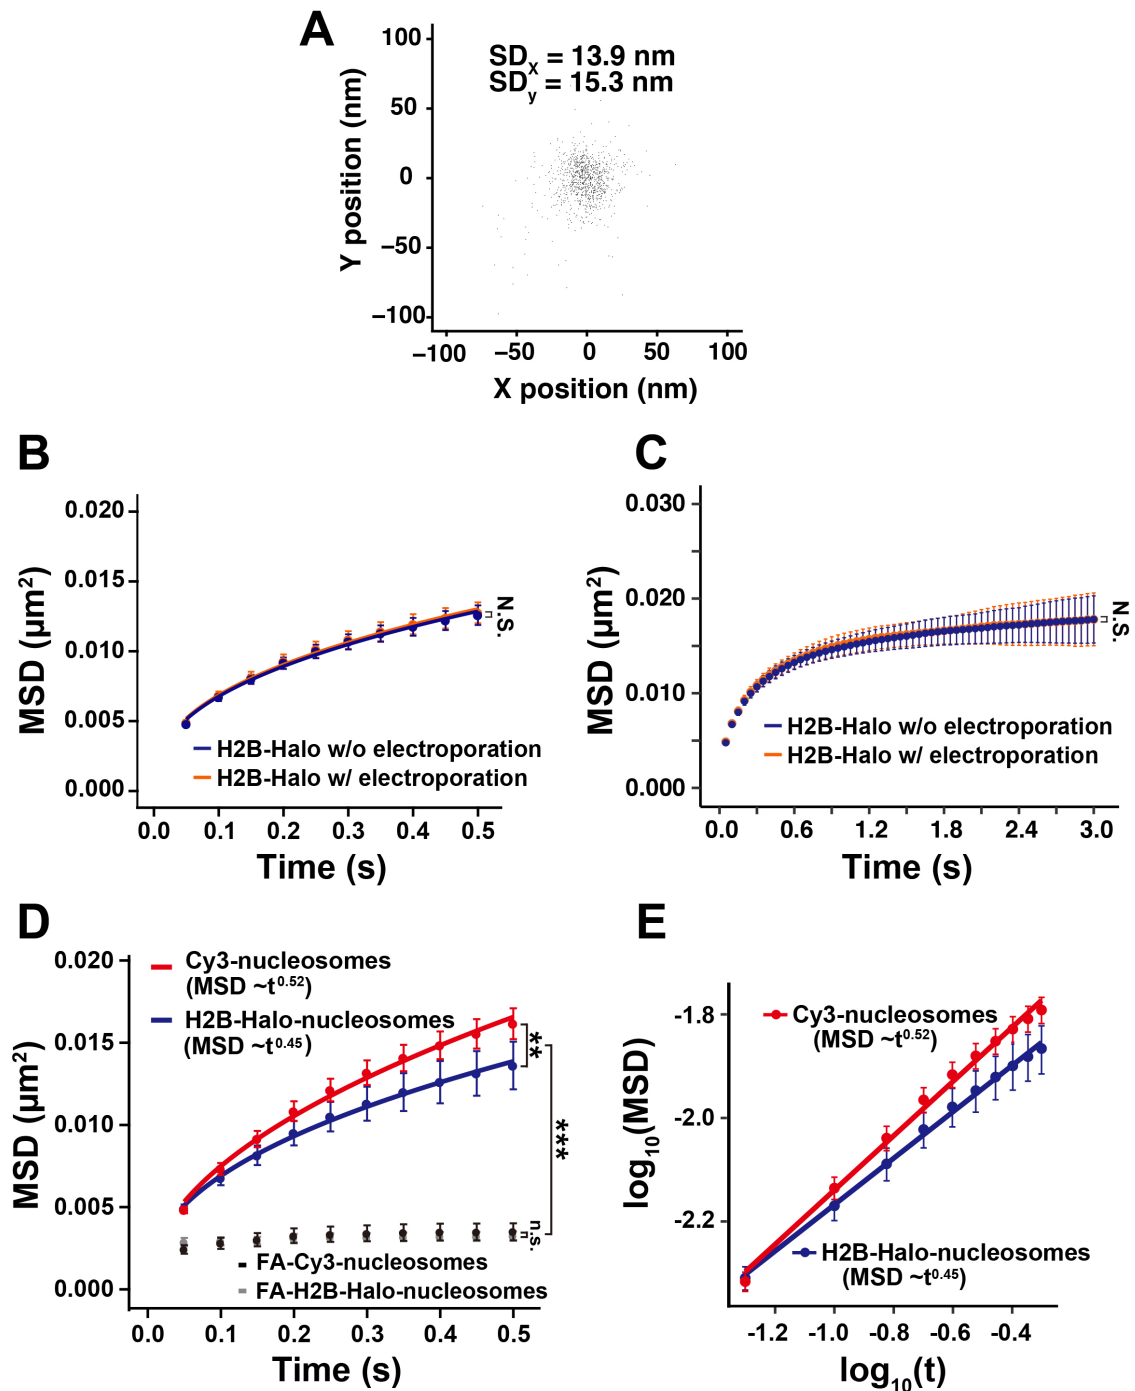 A
100
50
0
−50
−100
Y position (nm)
SDx = 13.9 nm
SDy = 15.3 nm
−100
−50
0
50
100
X position (nm)
B
0.020
0.015
0.010
0.005
0.000
MSD (μm²)
N.S.
H2B-Halo w/o electroporation
H2B-Halo w/ electroporation
0.0
0.1
0.2
0.3
0.4
0.5
Time (s)
C
0.030
0.020
0.010
0.000
MSD (μm²)
N.S.
H2B-Halo w/o electroporation
H2B-Halo w/ electroporation
0.0
0.6
1.2
1.8
2.4
3.0
Time (s)
D
0.020
0.015
0.010
0.005
0.000
MSD (μm²)
Cy3-nucleosomes
(MSD ~t^0.52)
H2B-Halo-nucleosomes
(MSD ~t^0.45)
**
***
n.s.
FA-Cy3-nucleosomes
FA-H2B-Halo-nucleosomes
0.0
0.1
0.2
0.3
0.4
0.5
Time (s)
E
-1.8
-2.0
-2.2
log₁₀(MSD)
Cy3-nucleosomes
(MSD ~t^0.52)
H2B-Halo-nucleosomes
(MSD ~t^0.45)
-1.2
-1.0
-0.8
-0.6
-0.4
log₁₀(t)